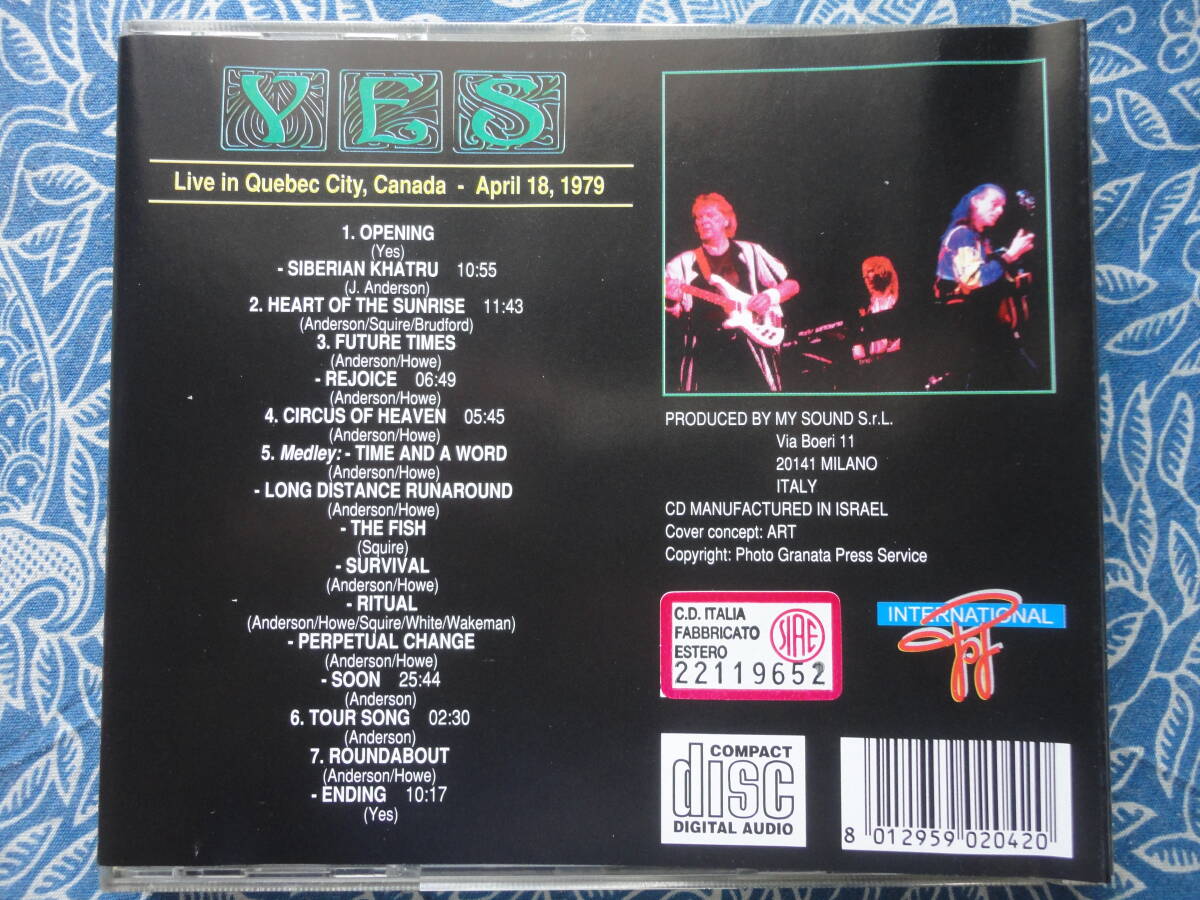 YES
Live in Quebec City, Canada - April 18, 1979
1. OPENING
(Yes)
- SIBERIAN KHATRU 10:55
(J. Anderson)
2. HEART OF THE SUNRISE 11:43
(Anderson/Squire/Brudford)
3. FUTURE TIMES
(Anderson/Howe)
- REJOICE 06:49
(Anderson/Howe)
4. CIRCUS OF HEAVEN 05:45
(Anderson/Howe)
5. Medley: - TIME AND A WORD
(Anderson/Howe)
- LONG DISTANCE RUNAROUND
(Anderson/Howe)
- THE FISH
(Squire)
- SURVIVAL
(Anderson/Howe)
- RITUAL
(Anderson/Howe/Squire/White/Wakeman)
- PERPETUAL CHANGE
(Anderson/Howe)
- SOON 25:44
(Anderson)
6. TOUR SONG 02:30
(Anderson)
7. ROUNDABOUT
(Anderson/Howe)
- ENDING 10:17
(Yes)
PRODUCED BY MY SOUND S.r.L.
Via Boeri 11
20141 MILANO
ITALY
CD MANUFACTURED IN ISRAEL
Cover concept: ART
Copyright: Photo Granata Press Service
C.D. ITALIA
FABBRICATO
ESTERO
SIAE
22119652
INTERNATIONAL
COMPACT
disc
DIGITAL AUDIO
8 012959 020420